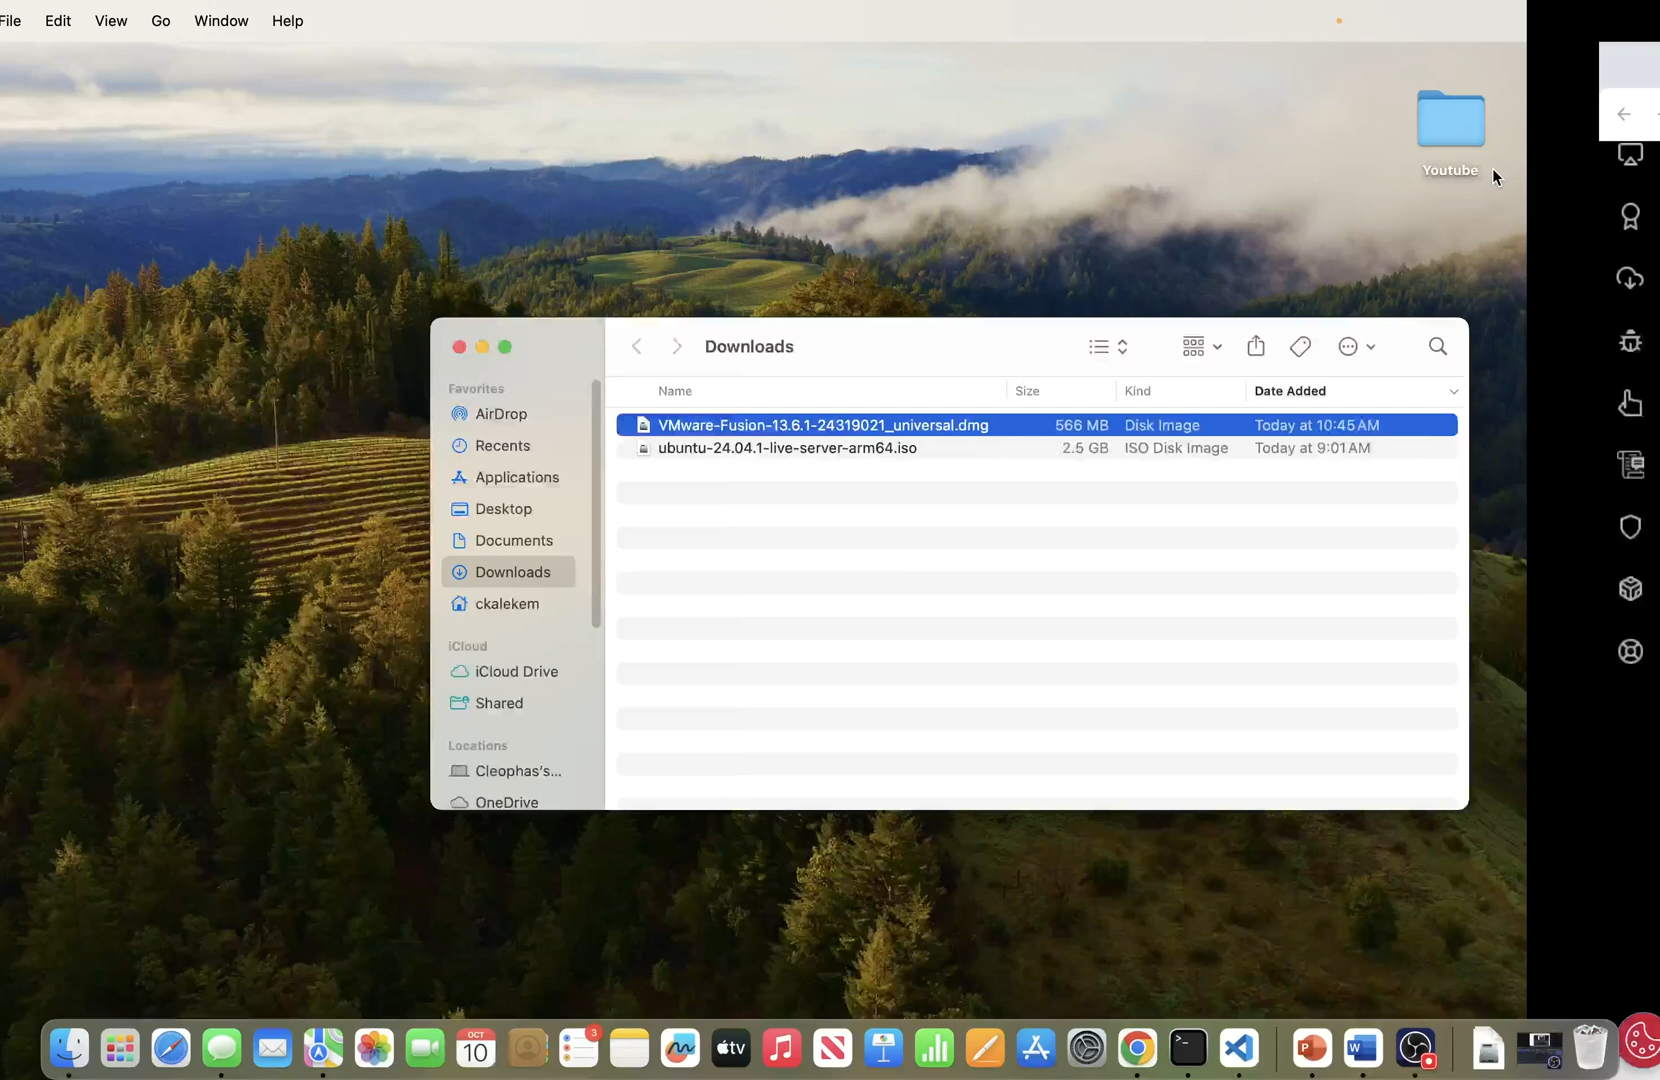 File Edit View Go Window Help
Youtube
Downloads
Favorites
AirDrop
Recents
Applications
Desktop
Documents
Downloads
ckalekem
iCloud
iCloud Drive
Shared
Locations
Cleophas's...
OneDrive
Name Size Kind Date Added
VMware-Fusion-13.6.1-24319021_universal.dmg 566 MB Disk Image Today at 10:45 AM
ubuntu-24.04.1-live-server-arm64.iso 2.5 GB ISO Disk Image Today at 9:01 AM
OCT
10
3
tv
P
W